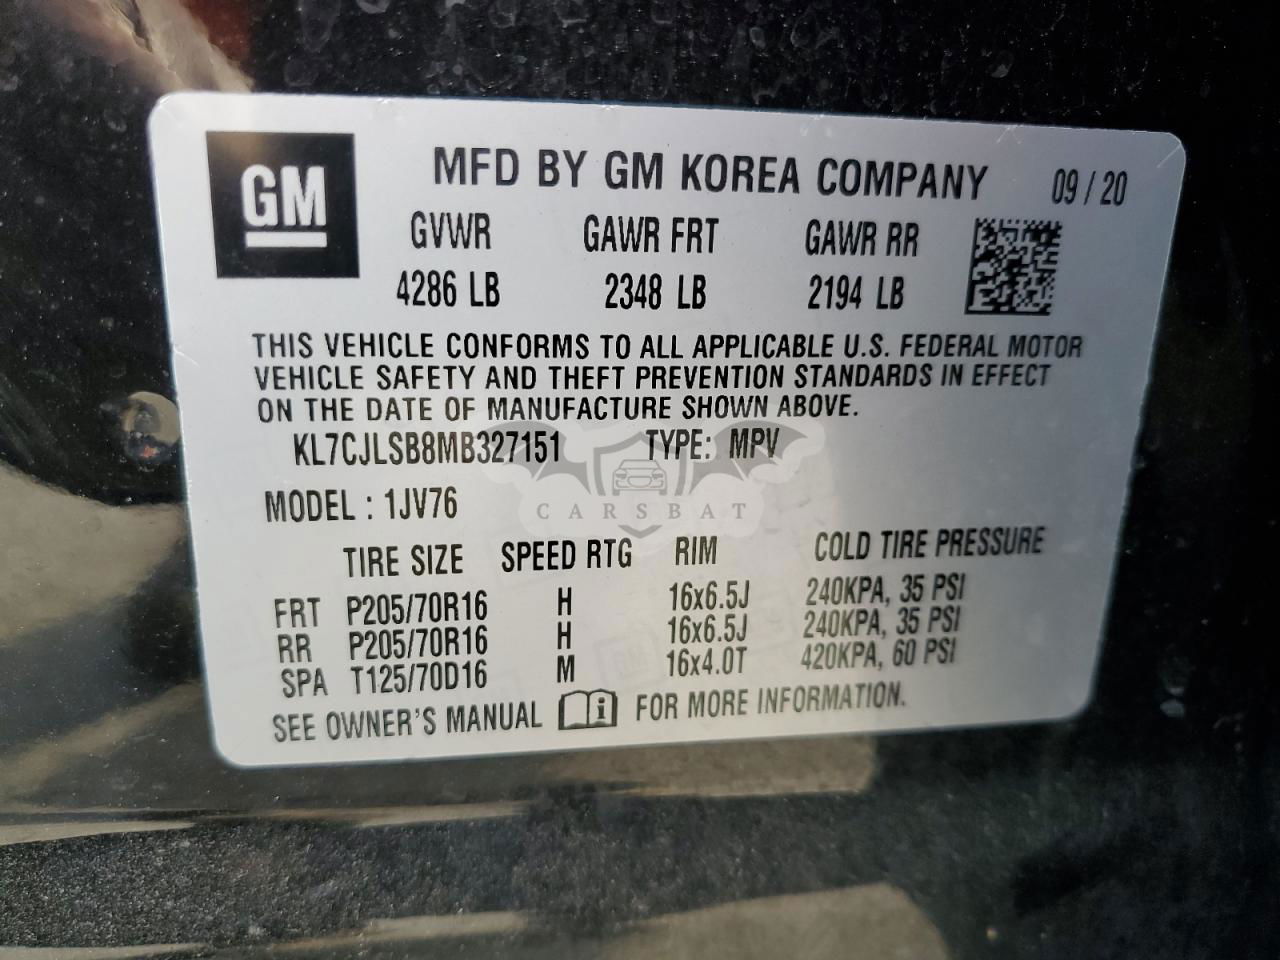 GM
MFD BY GM KOREA COMPANY 09 / 20
GVWR GAWR FRT GAWR RR
4286 LB 2348 LB 2194 LB
THIS VEHICLE CONFORMS TO ALL APPLICABLE U.S. FEDERAL MOTOR
VEHICLE SAFETY AND THEFT PREVENTION STANDARDS IN EFFECT
ON THE DATE OF MANUFACTURE SHOWN ABOVE.
KL7CJLSB8MB327151 TYPE: MPV
MODEL : 1JV76
CARSBAT
TIRE SIZE SPEED RTG RIM COLD TIRE PRESSURE
FRT P205/70R16 H 16x6.5J 240KPA, 35 PSI
RR P205/70R16 H 16x6.5J 240KPA, 35 PSI
SPA T125/70D16 M 16x4.0T 420KPA, 60 PSI
SEE OWNER'S MANUAL i FOR MORE INFORMATION.